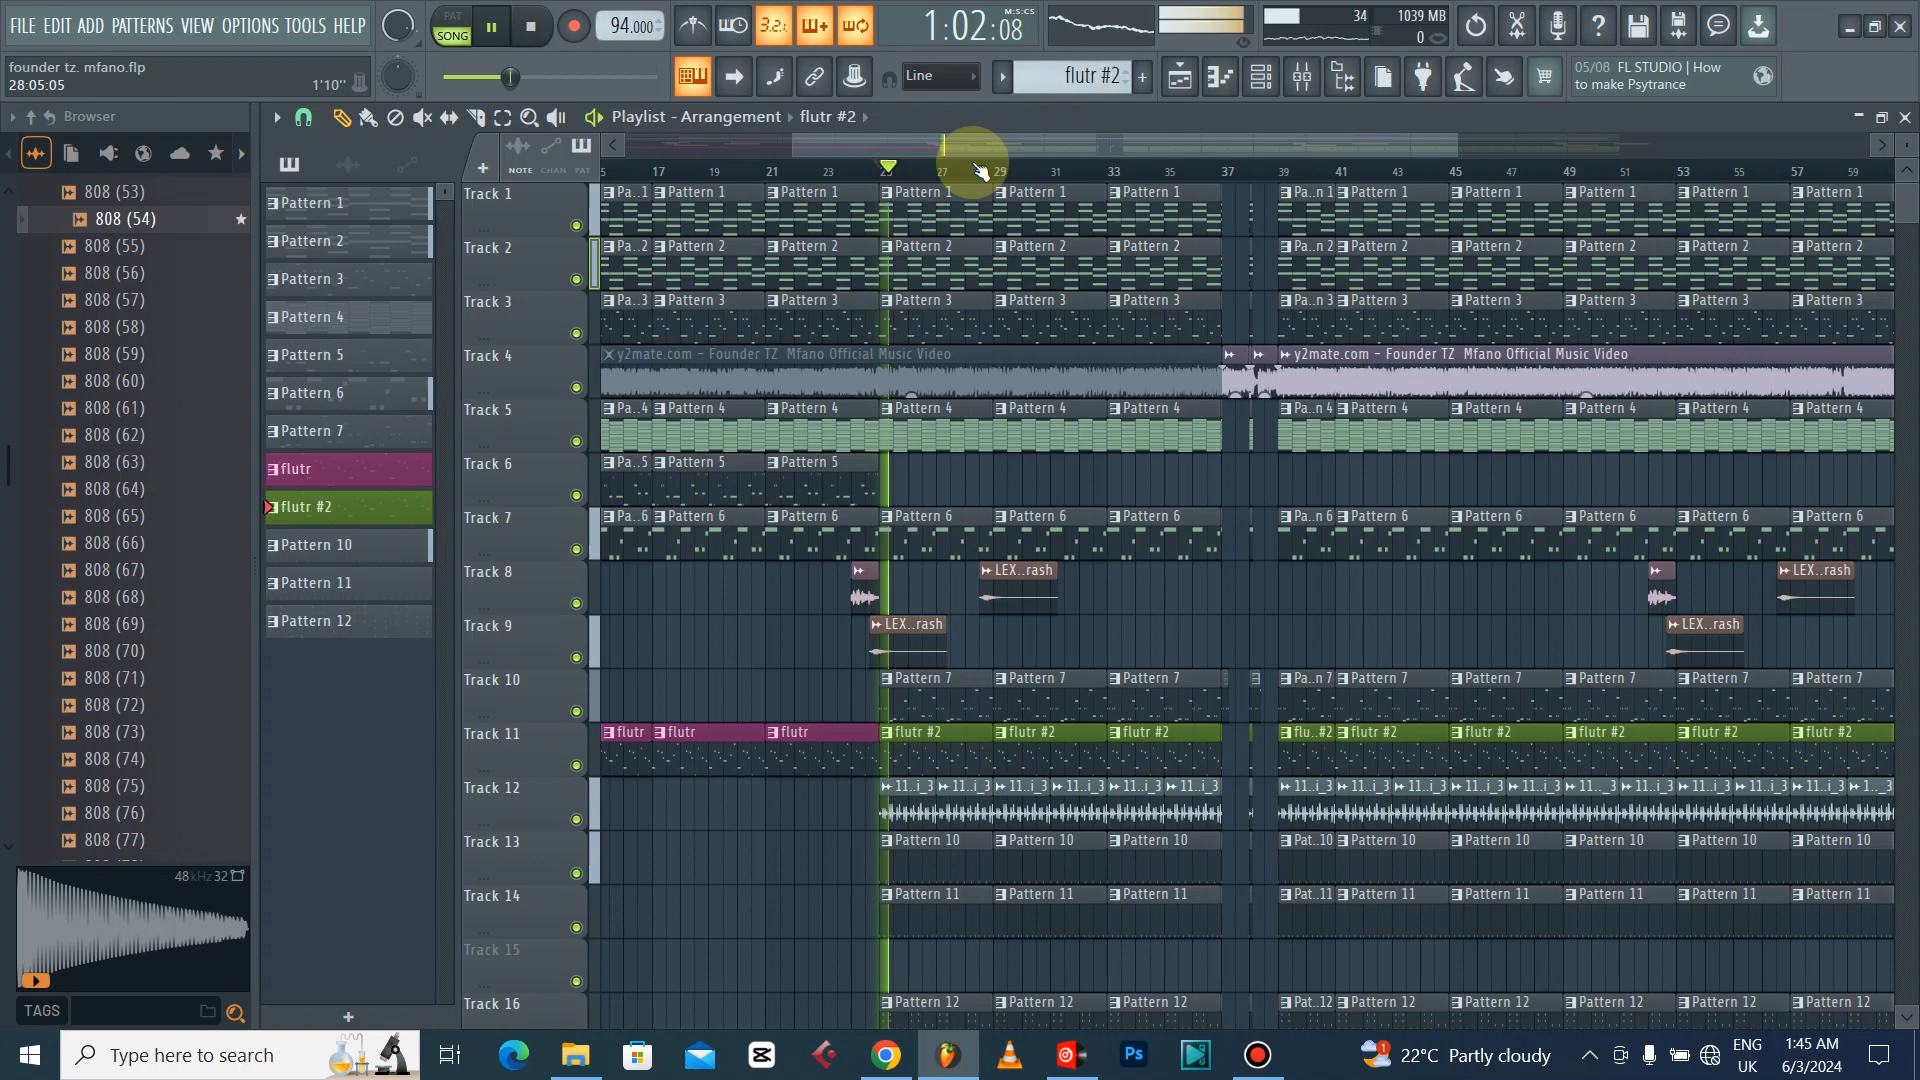 FILE EDIT ADD PATTERNS VIEW OPTIONS TOOLS HELP
PAT
SONG
94.000
3.2.
1:02:08
M:S:CS
34
1039 MB
0
founder tz. mfano.flp
28:05:05
1'10"
Line
flutr #2
05/08 FL STUDIO | How
to make Psytrance
Browser
Playlist - Arrangement
flutr #2
NOTE CHAN PAT
17 19 21 23 27 29 31 33 35 37 39 41 43 45 47 49 51 53 55 57 59
808 (53)
808 (54)
808 (55)
808 (56)
808 (57)
808 (58)
808 (59)
808 (60)
808 (61)
808 (62)
808 (63)
808 (64)
808 (65)
808 (66)
808 (67)
808 (68)
808 (69)
808 (70)
808 (71)
808 (72)
808 (73)
808 (74)
808 (75)
808 (76)
808 (77)
48kHz 32
TAGS
Pattern 1
Pattern 2
Pattern 3
Pattern 4
Pattern 5
Pattern 6
Pattern 7
flutr
flutr #2
Pattern 10
Pattern 11
Pattern 12
Track 1 Pa..1 Pattern 1 Pattern 1 Pattern 1 Pattern 1 Pattern 1 Pa..n 1 Pattern 1 Pattern 1 Pattern 1 Pattern 1 Pattern 1
Track 2 Pa..2 Pattern 2 Pattern 2 Pattern 2 Pattern 2 Pattern 2 Pa..n 2 Pattern 2 Pattern 2 Pattern 2 Pattern 2 Pattern 2
Track 3 Pa..3 Pattern 3 Pattern 3 Pattern 3 Pattern 3 Pattern 3 Pa..n 3 Pattern 3 Pattern 3 Pattern 3 Pattern 3 Pattern 3
Track 4 y2mate.com - Founder TZ Mfano Official Music Video y2mate.com - Founder TZ Mfano Official Music Video
Track 5 Pa..4 Pattern 4 Pattern 4 Pattern 4 Pattern 4 Pattern 4 Pa..n 4 Pattern 4 Pattern 4 Pattern 4 Pattern 4 Pattern 4
Track 6 Pa..5 Pattern 5 Pattern 5
Track 7 Pa..6 Pattern 6 Pattern 6 Pattern 6 Pattern 6 Pattern 6 Pa..n 6 Pattern 6 Pattern 6 Pattern 6 Pattern 6 Pattern 6
Track 8 LEX..rash LEX..rash
Track 9 LEX..rash LEX..rash
Track 10 Pattern 7 Pattern 7 Pattern 7 Pa..n 7 Pattern 7 Pattern 7 Pattern 7 Pattern 7 Pattern 7
Track 11 flutr flutr flutr flutr #2 flutr #2 flutr #2 flu..#2 flutr #2 flutr #2 flutr #2 flutr #2 flutr #2
Track 12 11..i_3 11..i_3 11..i_3 11..i_3 11..i_3 11..i_3 11..i_3 11..i_3 11..i_3 11..i_3 11..i_3 11.._3 11..i_3 11..i_3 11..i_3 11..i_3 1.._3
Track 13 Pattern 10 Pattern 10 Pattern 10 Pat..10 Pattern 10 Pattern 10 Pattern 10 Pattern 10 Pattern 10
Track 14 Pattern 11 Pattern 11 Pattern 11 Pat..11 Pattern 11 Pattern 11 Pattern 11 Pattern 11 Pattern 11
Track 15
Track 16 Pattern 12 Pattern 12 Pattern 12 Pat..12 Pattern 12 Pattern 12 Pattern 12 Pattern 12 Pattern 12
Type here to search
Ps
1
22°C Partly cloudy
ENG
UK
1:45 AM
6/3/2024